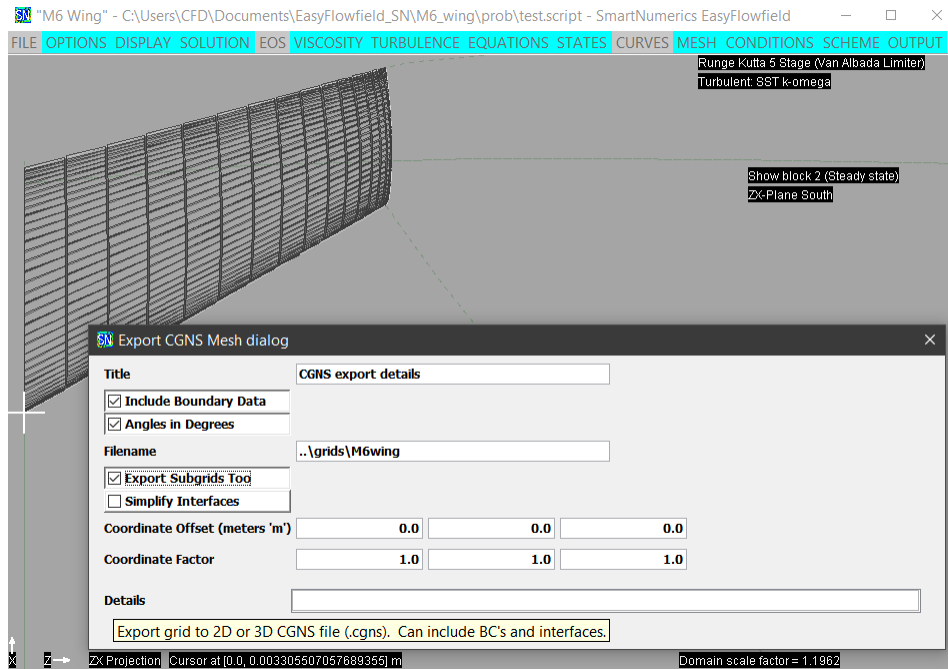 SN "M6 Wing" - C:\Users\CFD\Documents\EasyFlowfield_SN\M6_wing\prob\test.script - SmartNumerics EasyFlowfield
FILE OPTIONS DISPLAY SOLUTION EOS VISCOSITY TURBULENCE EQUATIONS STATES CURVES MESH CONDITIONS SCHEME OUTPUT
Runge Kutta 5 Stage (Van Albada Limiter)
Turbulent: SST k-omega
Show block 2 (Steady state)
ZX-Plane South
SN Export CGNS Mesh dialog
Title CGNS export details
Include Boundary Data
Angles in Degrees
Filename ..\grids\M6wing
Export Subgrids Too
Simplify Interfaces
Coordinate Offset (meters 'm') 0.0 0.0 0.0
Coordinate Factor 1.0 1.0 1.0
Details
Export grid to 2D or 3D CGNS file (.cgns). Can include BC's and interfaces.
X Z ZX Projection Cursor at [0.0, 0.003305507057689355] m Domain scale factor = 1.1962